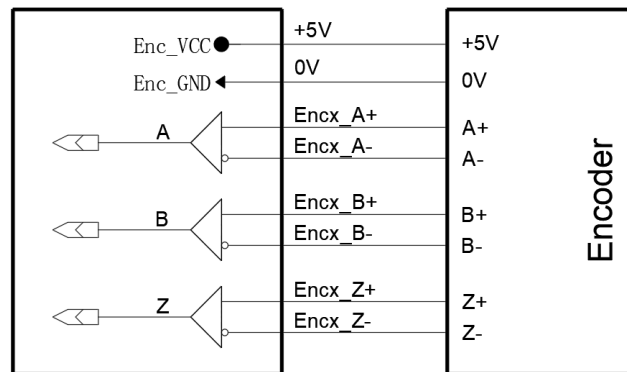 Enc_VCC +5V +5V
Enc_GND 0V 0V
A Encx_A+ A+
Encx_A- A-
B Encx_B+ B+
Encx_B- B-
Z Encx_Z+ Z+
Encx_Z- Z-
Encoder